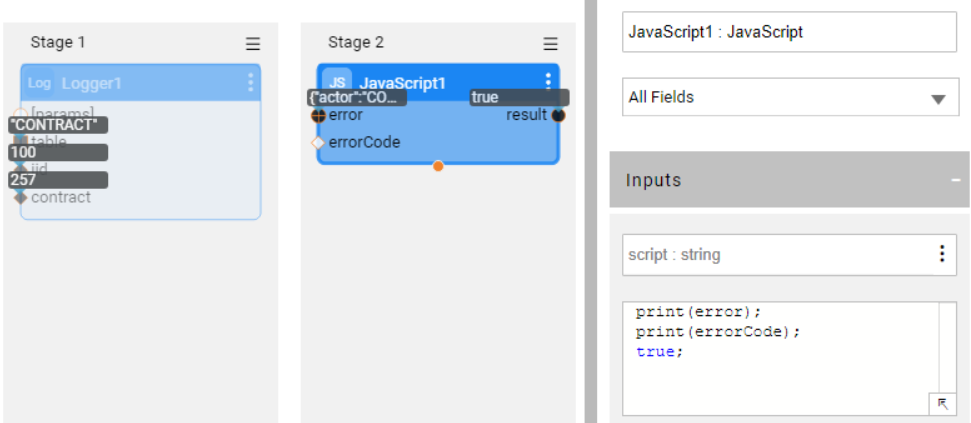 Stage 1
Log Logger1
[params]
"CONTRACT"
table
100
iid
257
contract
Stage 2
JS JavaScript1
{"actor":"CO... true
error result
errorCode
JavaScript1 : JavaScript
All Fields
Inputs
script : string
print(error);
print(errorCode);
true;